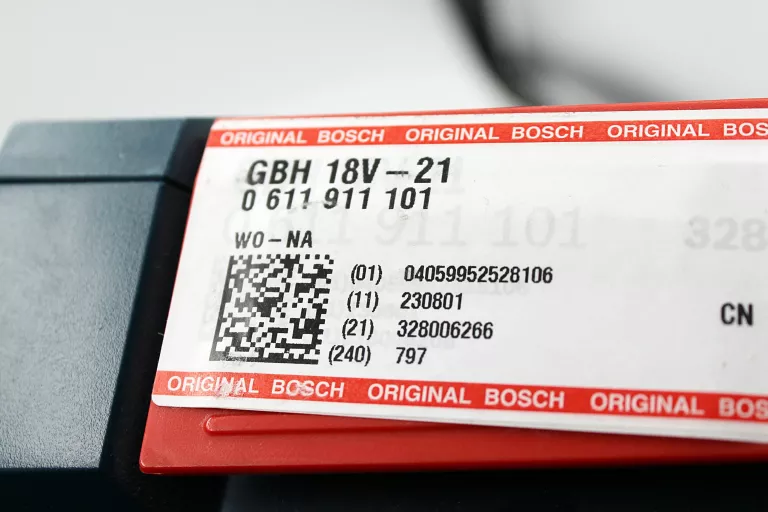 ORIGINAL BOSCH ORIGINAL BOSCH ORIGINAL BOS
GBH 18V-21
0 611 911 101
WO-NA
(01) 04059952528106
(11) 230801
(21) 328006266
(240) 797
CN
ORIGINAL BOSCH ORIGINAL BOSCH ORIGINAL BOS